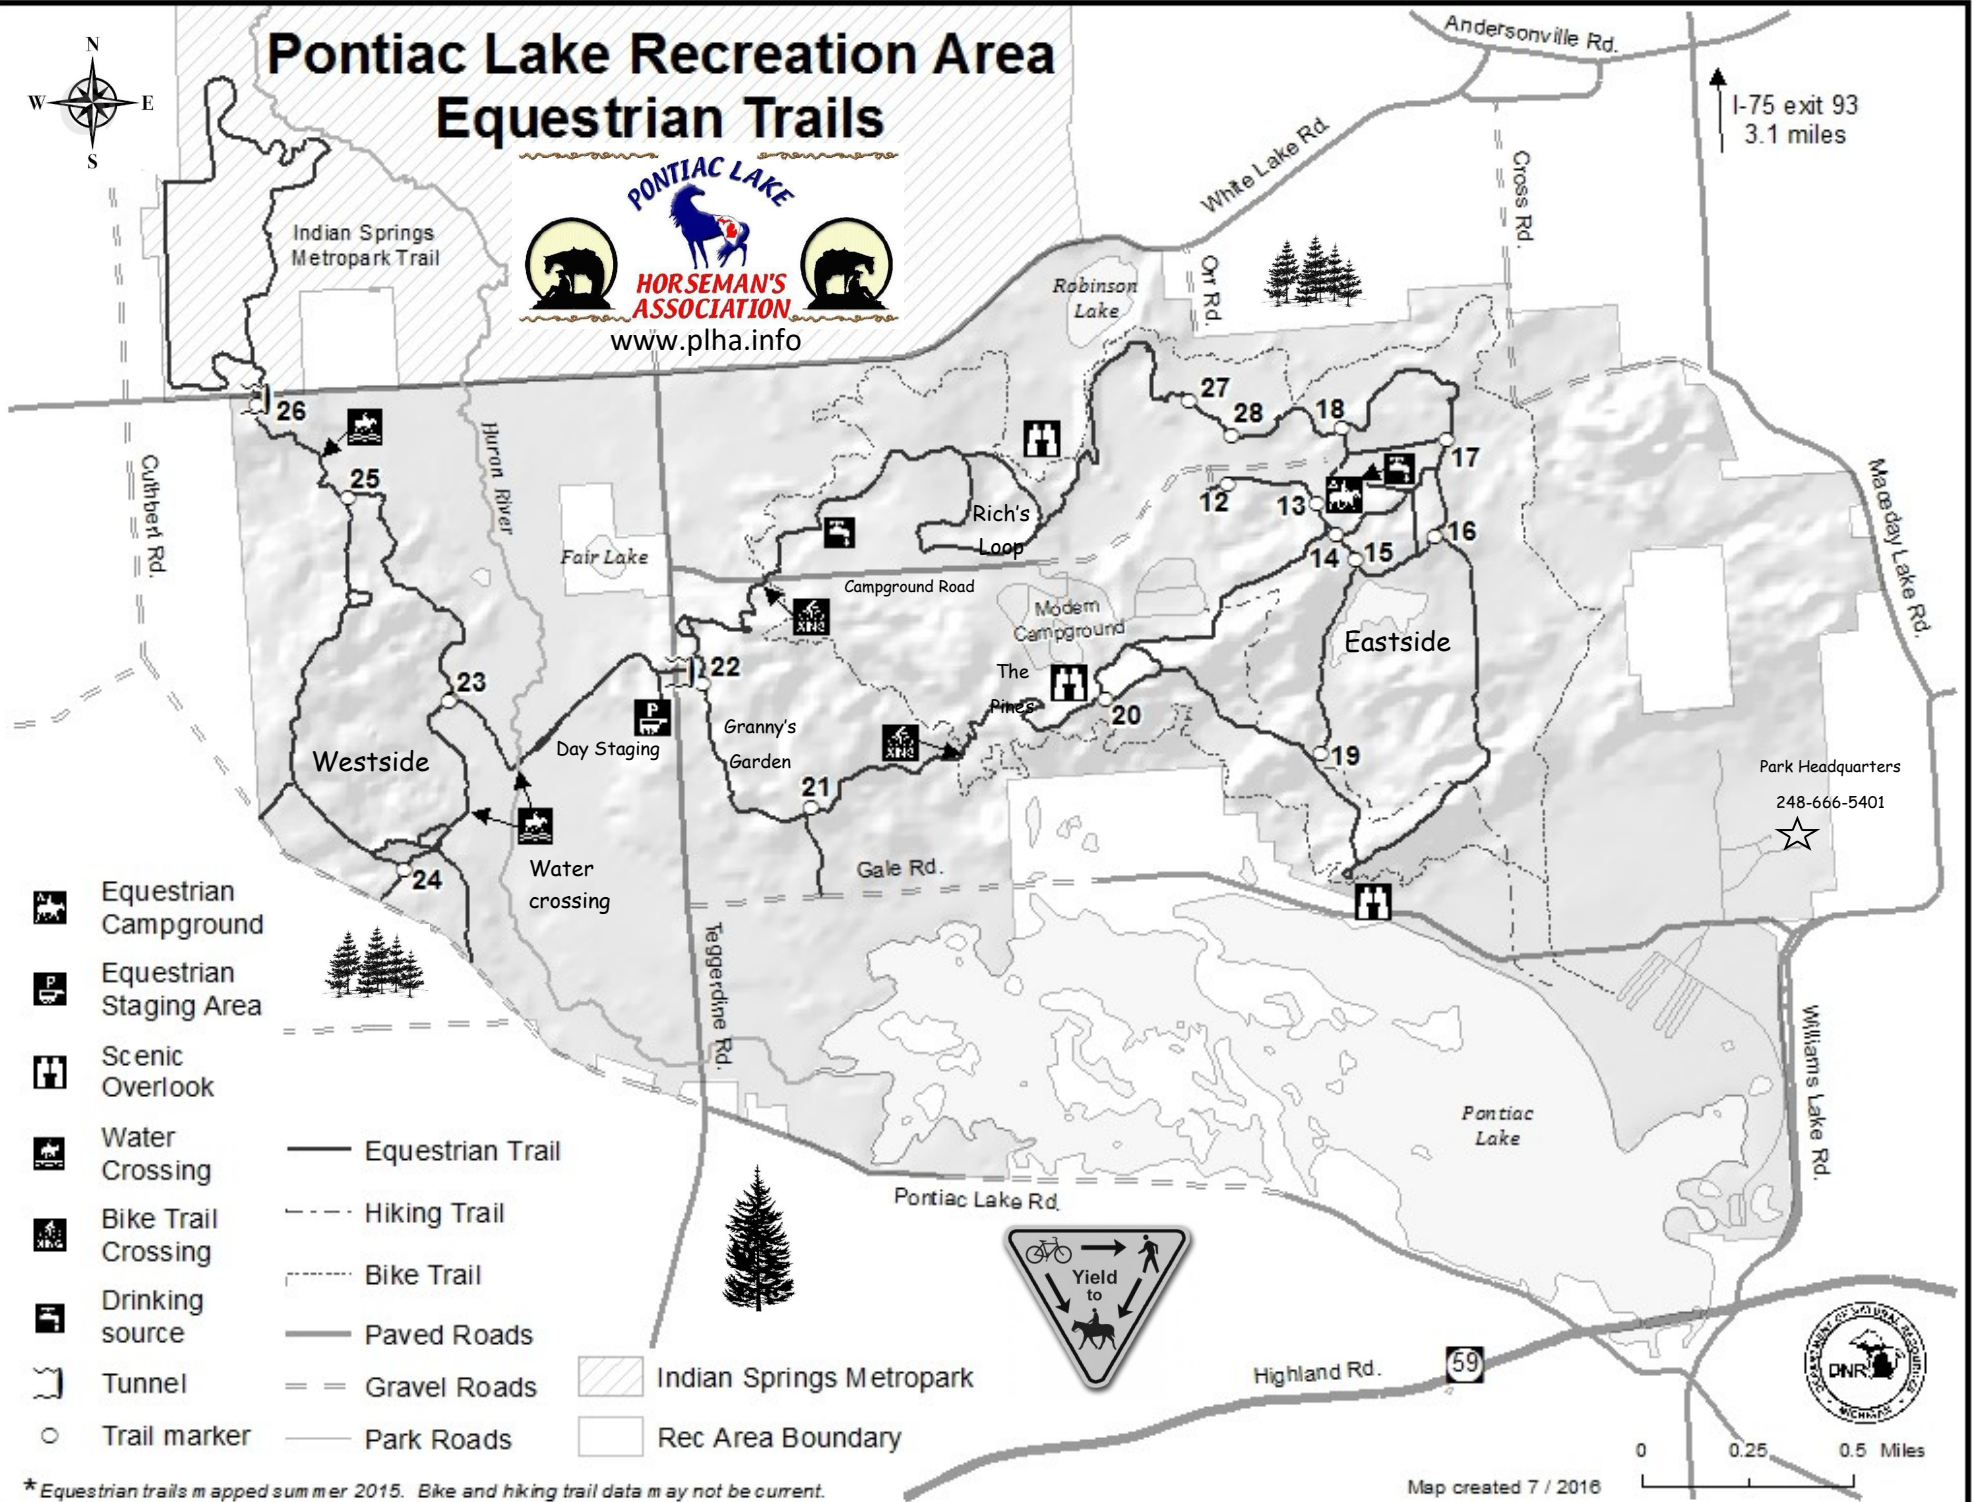 Pontiac Lake Recreation Area
Equestrian Trails
N
W E
S
PONTIAC LAKE
HORSEMAN'S
ASSOCIATION
www.plha.info
Andersonville Rd.
I-75 exit 93
3.1 miles
White Lake Rd.
Cross Rd.
Orr Rd.
Robinson
Lake
Indian Springs
Metropark Trail
26
25
Cuthbert Rd.
Huron River
Fair Lake
27
28
18
17
12
13
14
15
16
Rich's
Loop
Campground Road
Modern
Campground
XING
Eastside
The
Pines
20
22
23
P
Day Staging
Granny's
Garden
XING
19
21
Westside
Maceday Lake Rd.
Park Headquarters
248-666-5401
Water
crossing
24
Gale Rd.
Teggerdine Rd.
Williams Lake Rd.
Pontiac
Lake
Pontiac Lake Rd.
Equestrian
Campground
P
Equestrian
Staging Area
Scenic
Overlook
Water
Crossing
XING
Bike Trail
Crossing
Drinking
source
Tunnel
Trail marker
Equestrian Trail
Hiking Trail
Bike Trail
Paved Roads
Gravel Roads
Park Roads
Indian Springs Metropark
Rec Area Boundary
Yield
to
Highland Rd.
59
DEPARTMENT OF NATURAL RESOURCES
DNR
MICHIGAN
0 0.25 0.5 Miles
Map created 7 / 2016
*Equestrian trails mapped summer 2015. Bike and hiking trail data may not be current.